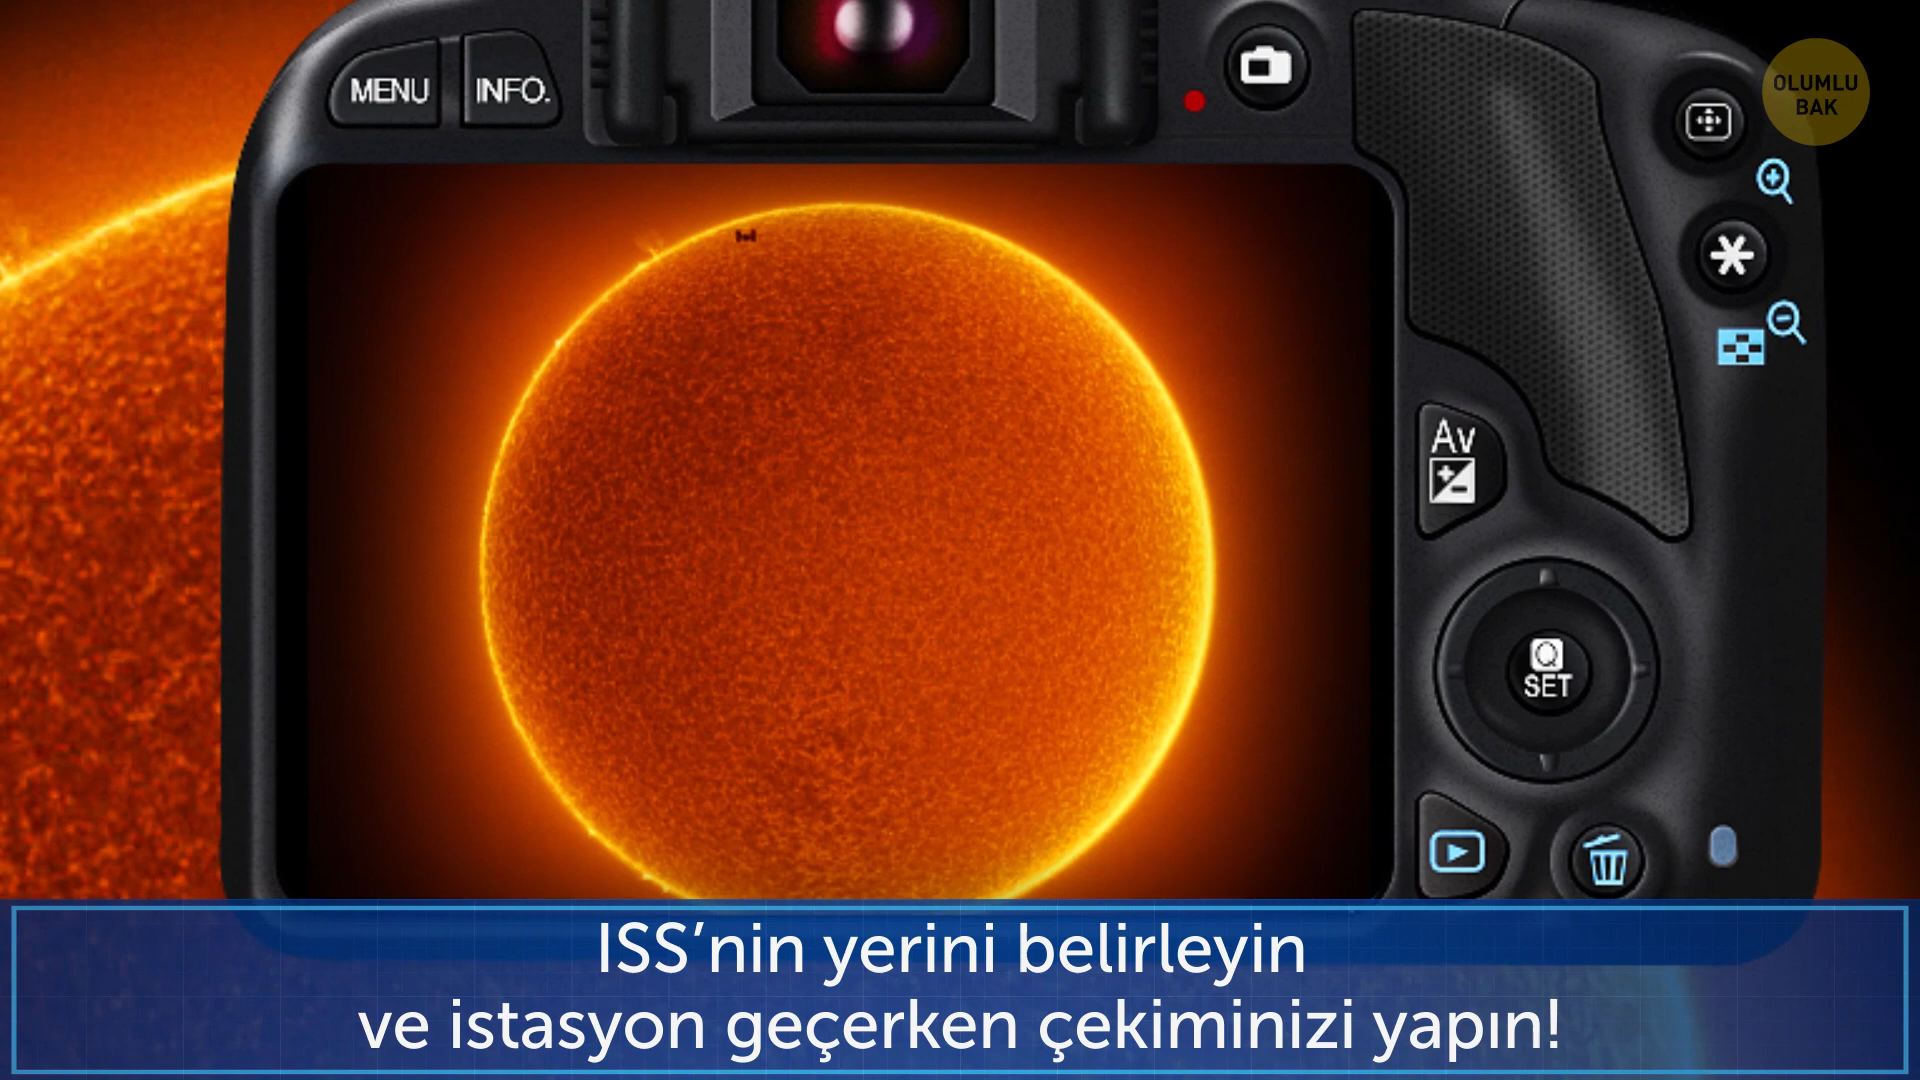 MENU
INFO.
OLUMLU
BAK
Av
Q
SET
ISS’nin yerini belirleyin
ve istasyon geçerken çekiminizi yapın!